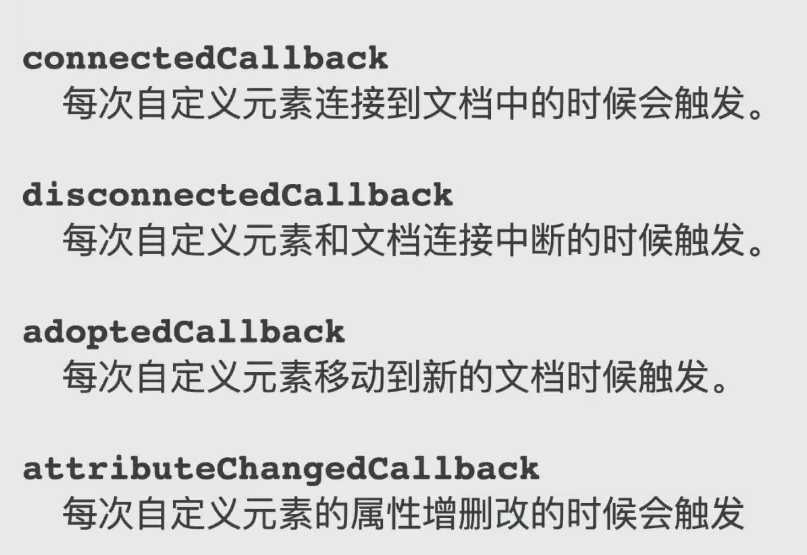 connectedCallback
每次自定义元素连接到文档中的时候会触发。
disconnectedCallback
每次自定义元素和文档连接中断的时候触发。
adoptedCallback
每次自定义元素移动到新的文档时候触发。
attributeChangedCallback
每次自定义元素的属性增删改的时候会触发